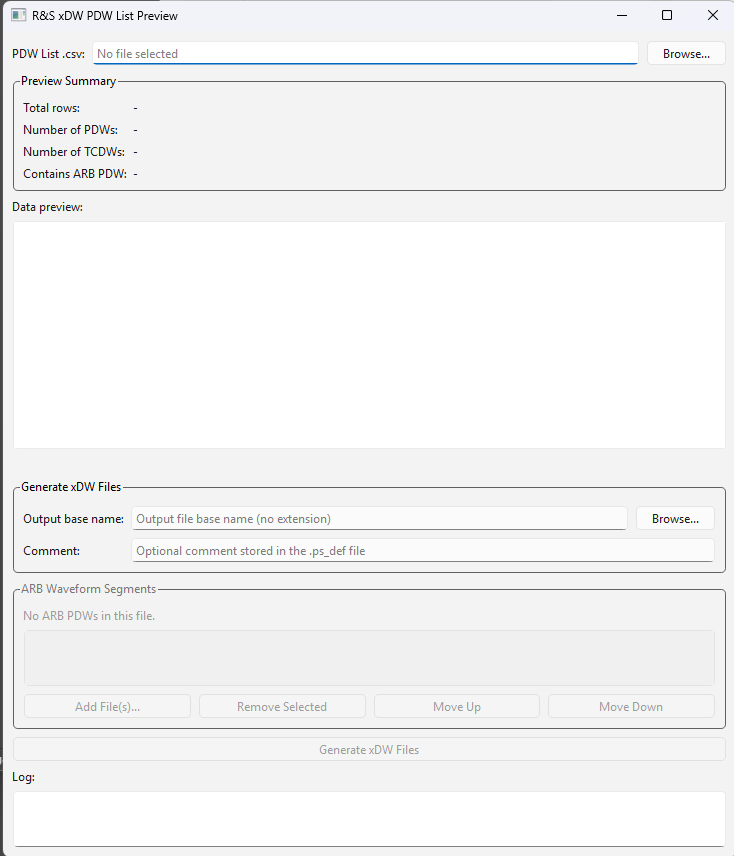 R&S xDW PDW List Preview
PDW List .csv: No file selected Browse...
Preview Summary
Total rows: -
Number of PDWs: -
Number of TCDWs: -
Contains ARB PDW: -
Data preview:
Generate xDW Files
Output base name: Output file base name (no extension) Browse...
Comment: Optional comment stored in the .ps_def file
ARB Waveform Segments
No ARB PDWs in this file.
Add File(s)... Remove Selected Move Up Move Down
Generate xDW Files
Log: